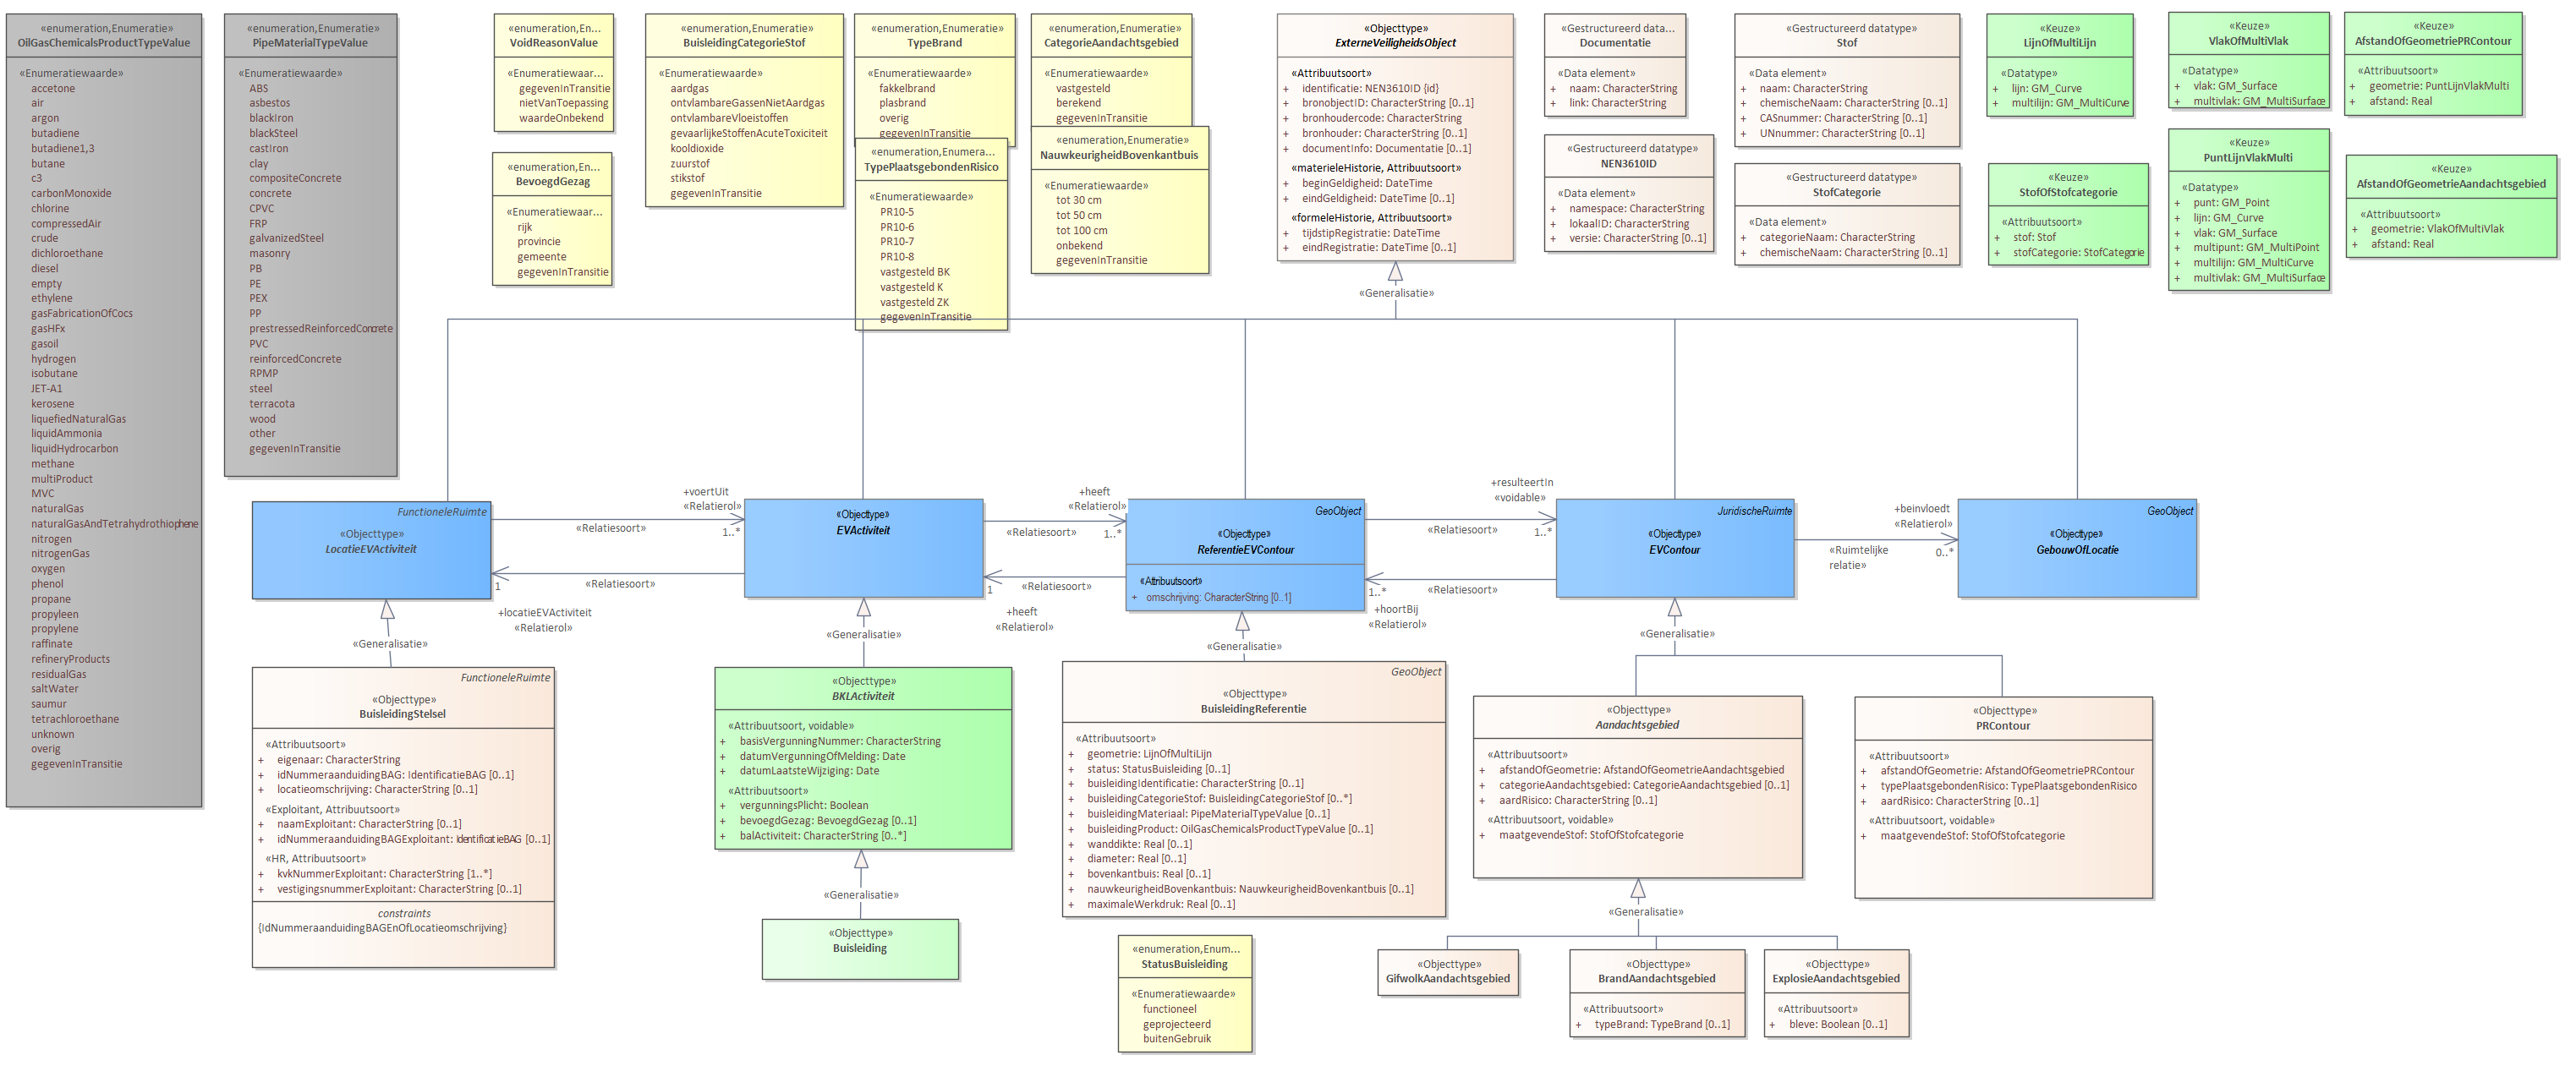 «enumeration,Enumeratie»
OilGasChemicalsProductTypeValue
«Enumeratiewaarde»
accetone
air
argon
butadiene
butadiene1,3
butane
c3
carbonMonoxide
chlorine
compressedAir
crude
dichloroethane
diesel
empty
ethylene
gasFabricationOfCocs
gasHFx
gasoil
hydrogen
isobutane
JET-A1
kerosene
liquefiedNaturalGas
liquidAmmonia
liquidHydrocarbon
methane
multiProduct
MVC
naturalGas
naturalGasAndTetrahydrothiophene
nitrogen
nitrogenGas
oxygen
phenol
propane
propyleen
propylene
raffinate
refineryProducts
residualGas
saltWater
saumur
tetrachloroethane
unknown
overig
gegevenInTransitie
«enumeration,Enumeratie»
PipeMaterialTypeValue
«Enumeratiewaarde»
ABS
asbestos
blackIron
blackSteel
castIron
clay
compositeConcrete
concrete
CPVC
FRP
galvanizedSteel
masonry
PB
PE
PEX
PP
prestressedReinforcedConcrete
PVC
reinforcedConcrete
RPMP
steel
terracota
wood
other
gegevenInTransitie
«enumeration,En...
VoidReasonValue
«Enumeratiewaar...
gegevenInTransitie
nietVanToepassing
waardeOnbekend
«enumeration,En...
BevoegdGezag
«Enumeratiewaar...
rijk
provincie
gemeente
gegevenInTransitie
«enumeration,Enumeratie»
BuisleidingCategorieStof
«Enumeratiewaarde»
aardgas
ontvlambareGassenNietAardgas
ontvlambareVloeistoffen
gevaarlijkeStoffenAcuteToxiciteit
kooldioxide
zuurstof
stikstof
gegevenInTransitie
«enumeration,Enumeratie»
TypeBrand
«Enumeratiewaarde»
fakkelbrand
plasbrand
overig
gegevenInTransitie
«enumeration,Enumera...
TypePlaatsgebondenRisico
«Enumeratiewaarde»
PR10-5
PR10-6
PR10-7
PR10-8
vastgesteld BK
vastgesteld K
vastgesteld ZK
gegevenInTransitie
«enumeration,Enumeratie»
CategorieAandachtsgebied
«Enumeratiewaarde»
vastgesteld
berekend
gegevenInTransitie
«enumeration,Enumeratie»
NauwkeurigheidBovenkantbuis
«Enumeratiewaarde»
tot 30 cm
tot 50 cm
tot 100 cm
onbekend
gegevenInTransitie
«Objecttype»
ExterneVeiligheidsObject
«Attribuutsoort»
+ identificatie: NEN3610ID {id}
+ bronobjectID: CharacterString [0..1]
+ bronhoudercode: CharacterString
+ bronhouder: CharacterString [0..1]
+ documentInfo: Documentatie [0..1]
«materieleHistorie, Attribuutsoort»
+ beginGeldigheid: DateTime
+ eindGeldigheid: DateTime [0..1]
«formeleHistorie, Attribuutsoort»
+ tijdstipRegistratie: DateTime
+ eindRegistratie: DateTime [0..1]
«Gestructureerd data...
Documentatie
«Data element»
+ naam: CharacterString
+ link: CharacterString
«Gestructureerd datatype»
NEN3610ID
«Data element»
+ namespace: CharacterString
+ lokaalID: CharacterString
+ versie: CharacterString [0..1]
«Gestructureerd datatype»
Stof
«Data element»
+ naam: CharacterString
+ chemischeNaam: CharacterString [0..1]
+ CASnummer: CharacterString [0..1]
+ UNnummer: CharacterString [0..1]
«Gestructureerd datatype»
StofCategorie
«Data element»
+ categorieNaam: CharacterString
+ chemischeNaam: CharacterString [0..1]
«Keuze»
LijnOfMultiLijn
«Datatype»
+ lijn: GM_Curve
+ multilijn: GM_MultiCurve
«Keuze»
StofOfStofcategorie
«Attribuutsoort»
+ stof: Stof
+ stofCategorie: StofCategorie
«Keuze»
VlakOfMultiVlak
«Datatype»
+ vlak: GM_Surface
+ multivlak: GM_MultiSurface
«Keuze»
PuntLijnVlakMulti
«Datatype»
+ punt: GM_Point
+ lijn: GM_Curve
+ vlak: GM_Surface
+ multipunt: GM_MultiPoint
+ multilijn: GM_MultiCurve
+ multivlak: GM_MultiSurface
«Keuze»
AfstandOfGeometriePRContour
«Attribuutsoort»
+ geometrie: PuntLijnVlakMulti
+ afstand: Real
«Keuze»
AfstandOfGeometrieAandachtsgebied
«Attribuutsoort»
+ geometrie: VlakOfMultiVlak
+ afstand: Real
«Generalisatie»
FunctioneleRuimte
«Objecttype»
LocatieEVActiviteit
+voertUit
«Relatierol»
«Relatiesoort»
1..*
«Relatiesoort»
1
+locatieEVActiviteit
«Relatierol»
«Objecttype»
EVActiviteit
+heeft
«Relatierol»
«Relatiesoort»
1..*
«Relatiesoort»
1
+heeft
«Relatierol»
GeoObject
«Objecttype»
ReferentieEVContour
«Attribuutsoort»
+ omschrijving: CharacterString [0..1]
+resulteertIn
«voidable»
«Relatiesoort»
1..*
«Relatiesoort»
1..*
+hoortBij
«Relatierol»
JuridischeRuimte
«Objecttype»
EVContour
+beinvloedt
«Relatierol»
«Ruimtelijke
relatie»
0..*
GeoObject
«Objecttype»
GebouwOfLocatie
«Generalisatie»
«Generalisatie»
«Generalisatie»
«Generalisatie»
FunctioneleRuimte
«Objecttype»
BuisleidingStelsel
«Attribuutsoort»
+ eigenaar: CharacterString
+ idNummeraanduidingBAG: IdentificatieBAG [0..1]
+ locatieomschrijving: CharacterString [0..1]
«Exploitant, Attribuutsoort»
+ naamExploitant: CharacterString [0..1]
+ idNummeraanduidingBAGExploitant: IdentificatieBAG [0..1]
«HR, Attribuutsoort»
+ kvkNummerExploitant: CharacterString [1..*]
+ vestigingsnummerExploitant: CharacterString [0..1]
constraints
{IdNummeraanduidingBAGEnOfLocatieomschrijving}
«Objecttype»
BKLActiviteit
«Attribuutsoort, voidable»
+ basisVergunningNummer: CharacterString
+ datumVergunningOfMelding: Date
+ datumLaatsteWijziging: Date
«Attribuutsoort»
+ vergunningsPlicht: Boolean
+ bevoegdGezag: BevoegdGezag [0..1]
+ balActiviteit: CharacterString [0..*]
«Generalisatie»
«Objecttype»
Buisleiding
GeoObject
«Objecttype»
BuisleidingReferentie
«Attribuutsoort»
+ geometrie: LijnOfMultiLijn
+ status: StatusBuisleiding [0..1]
+ buisleidingIdentificatie: CharacterString [0..1]
+ buisleidingCategorieStof: BuisleidingCategorieStof [0..*]
+ buisleidingMateriaal: PipeMaterialTypeValue [0..1]
+ buisleidingProduct: OilGasChemicalsProductTypeValue [0..1]
+ wanddikte: Real [0..1]
+ diameter: Real [0..1]
+ bovenkantbuis: Real [0..1]
+ nauwkeurigheidBovenkantbuis: NauwkeurigheidBovenkantbuis [0..1]
+ maximaleWerkdruk: Real [0..1]
«enumeration,Enum...
StatusBuisleiding
«Enumeratiewaarde»
functioneel
geprojecteerd
buitenGebruik
«Objecttype»
Aandachtsgebied
«Attribuutsoort»
+ afstandOfGeometrie: AfstandOfGeometrieAandachtsgebied
+ categorieAandachtsgebied: CategorieAandachtsgebied [0..1]
+ aardRisico: CharacterString [0..1]
«Attribuutsoort, voidable»
+ maatgevendeStof: StofOfStofcategorie
«Objecttype»
PRContour
«Attribuutsoort»
+ afstandOfGeometrie: AfstandOfGeometriePRContour
+ typePlaatsgebondenRisico: TypePlaatsgebondenRisico
+ aardRisico: CharacterString [0..1]
«Attribuutsoort, voidable»
+ maatgevendeStof: StofOfStofcategorie
«Generalisatie»
«Objecttype»
GifwolkAandachtsgebied
«Objecttype»
BrandAandachtsgebied
«Attribuutsoort»
+ typeBrand: TypeBrand [0..1]
«Objecttype»
ExplosieAandachtsgebied
«Attribuutsoort»
+ bleve: Boolean [0..1]